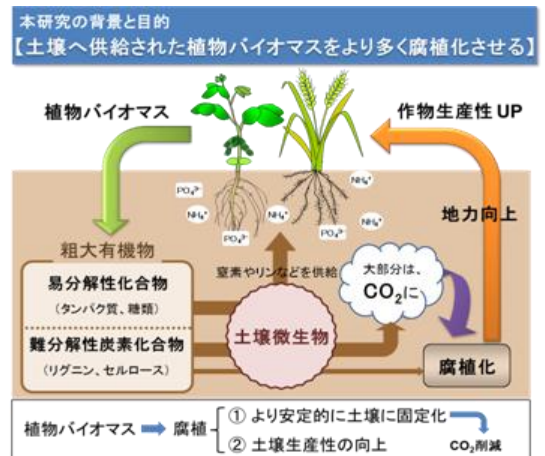 本研究の背景と目的
【土壌へ供給された植物バイオマスをより多く腐植化させる】
植物バイオマス
作物生産性 UP
PO₄³⁻
NH₄⁺
NH₄⁺
PO₄³⁻
NH₄⁺
NH₄⁺
PO₄³⁻
NH₄⁺
地力向上
粗大有機物
易分解性化合物
(タンパク質、糖類)
難分解性炭素化合物
(リグニン、セルロース)
窒素やリンなどを供給
土壌微生物
大部分は、
CO₂に
腐植化
植物バイオマス 腐植
① より安定的に土壌に固定化
② 土壌生産性の向上
CO₂削減